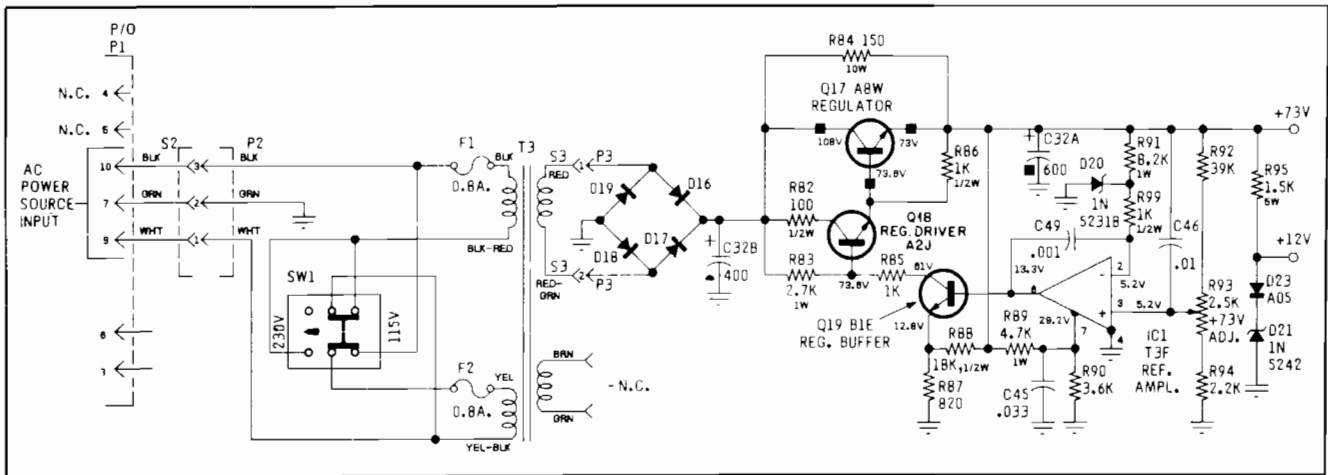 P/O
P1
N.C. 4
N.C. 5
AC
POWER
SOURCE
INPUT
10 BLK
7 GRN
9 WHT
6
S2
P2
3 BLK
2 GRN
1 WHT
SW1
230V
115V
F1
0.8A.
F2
0.8A.
BLK
BLK-RED
YEL
YEL-BLK
T3
S3 P3
RED
1
S3
RED-
GRN
2
P3
BRN
-N.C.
GRN
D19
D16
D18
D17
C32B
400
R84 150
10W
Q17 A8W
REGULATOR
108V
73V
73.8V
R86
1K
1/2W
R82
100
1/2W
Q18
REG. DRIVER
A2J
R83
2.7K
1W
73.8V
R85
1K
81V
Q19 B1E
REG. BUFFER
12.8V
R88
18K, 1/2W
R87
820
R89
4.7K
1W
C45
.033
R90
3.6K
C32A
600
D20
1N
5231B
R91
8.2K
1W
R99
1K
1/2W
C49
.001
13.3V
6
2
5.2V
3
5.2V
29.2V
7
4
IC1
T3F
REF.
AMPL.
C46
.01
R92
39K
R93
2.5K
+73V
ADJ.
R94
2.2K
+73V
R95
1.5K
5W
+12V
D23
A05
D21
1N
5242